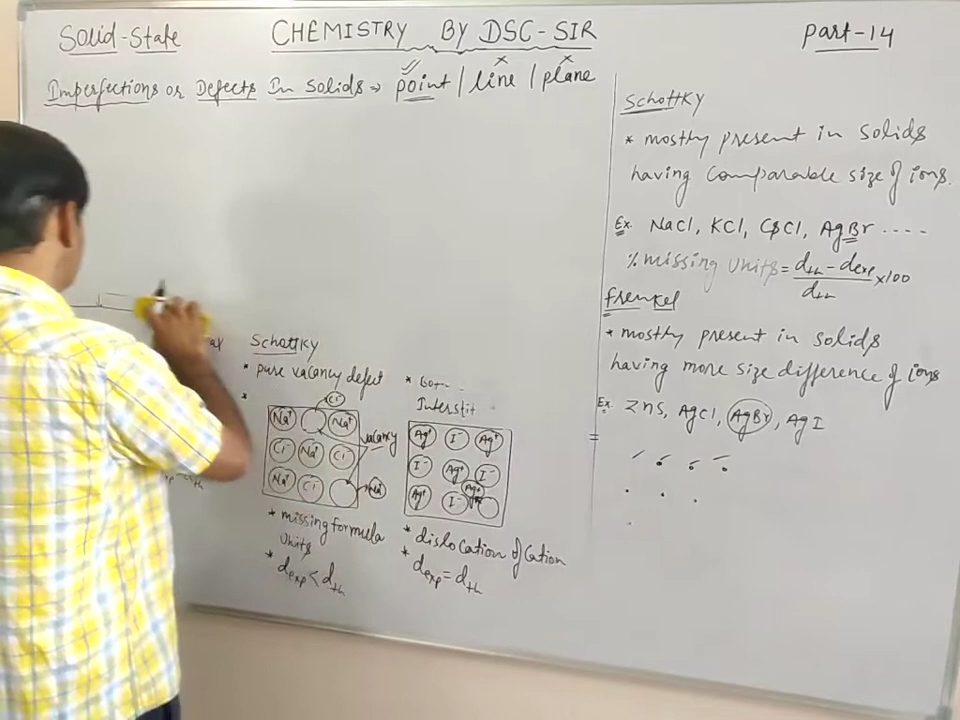 Solid-State CHEMISTRY BY DSC-SIR Part-14
Imperfections or Defects In Solids → point / line / plane
Schottky
* pure vacancy defect
*
Cl⁻
Na⁺ Na⁺
vacancy
Cl⁻ Na⁺ Cl⁻
Na⁺ Cl⁻ Na⁺
* missing formula
Units
* dexp < dth
* Both
Interstit
Ag⁺ I⁻ Ag⁺
I⁻ Ag⁺ I⁻
Ag⁺
Ag⁺ I⁻
* dislocation of Cation
* dexp = dth
Schottky
* mostly present in solids
having comparable size of ions.
Ex. NaCl, KCl, CsCl, AgBr ....
% missing Units = dth - dexp / dth × 100
Frenkel
* mostly present in solids
having more size difference of ions
Ex. ZnS, AgCl, AgBr, AgI
=